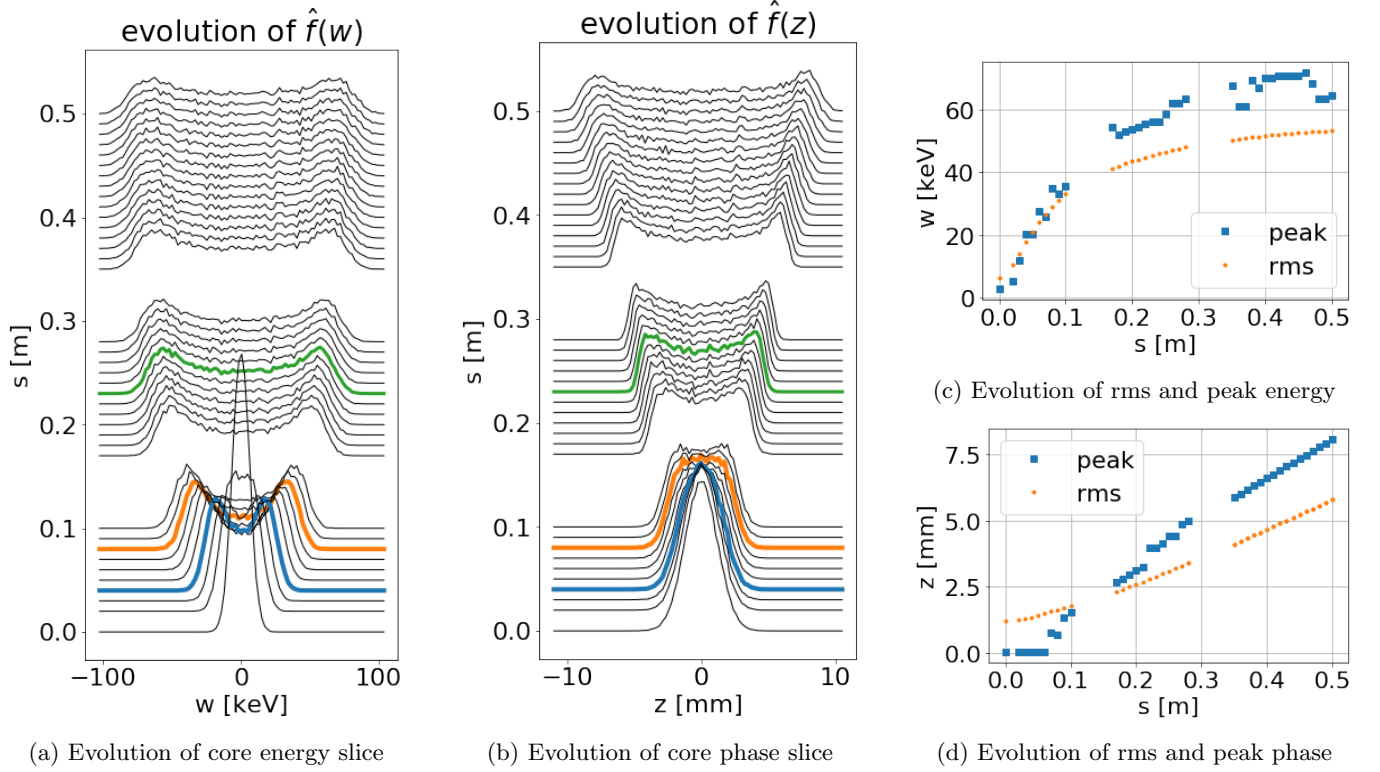 evolution of f̂(w)
0.5
0.4
0.3
0.2
0.1
0.0
s [m]
−100 0 100
w [keV]
(a) Evolution of core energy slice
evolution of f̂(z)
0.5
0.4
0.3
0.2
0.1
0.0
s [m]
−10 0 10
z [mm]
(b) Evolution of core phase slice
60
40
20
0
w [keV]
peak
rms
0.0 0.1 0.2 0.3 0.4 0.5
s [m]
(c) Evolution of rms and peak energy
7.5
5.0
2.5
0.0
z [mm]
peak
rms
0.0 0.1 0.2 0.3 0.4 0.5
s [m]
(d) Evolution of rms and peak phase